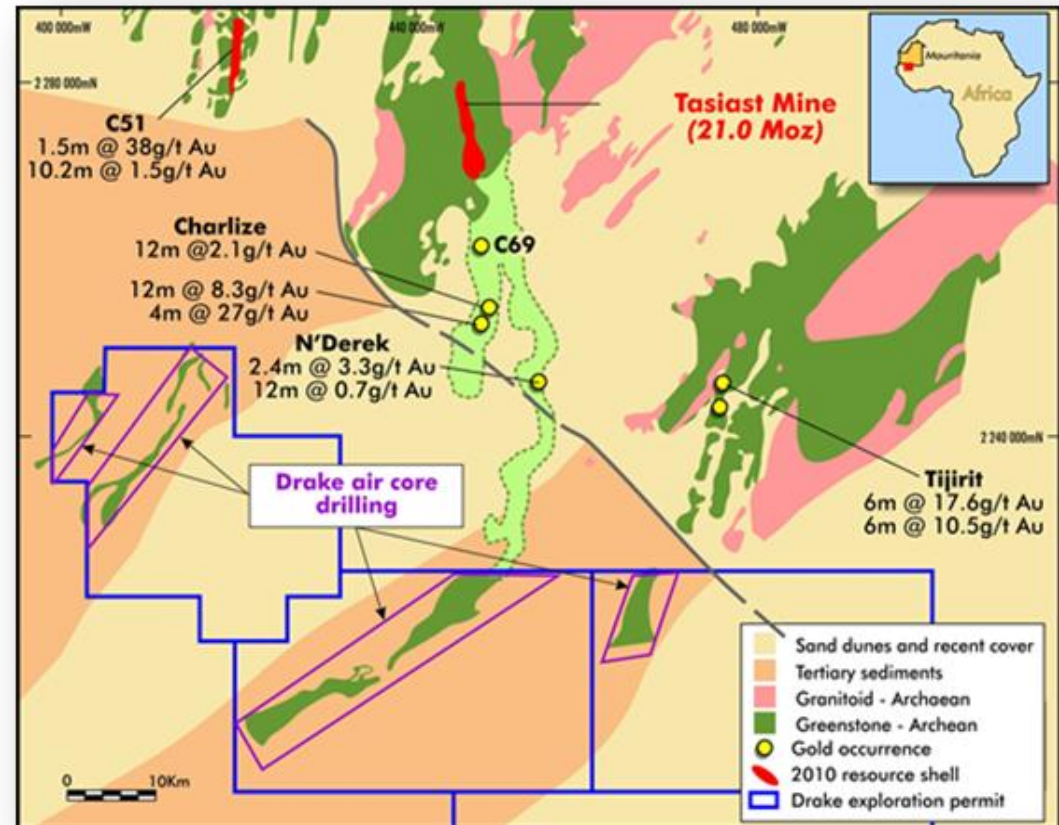 400 000mW
440 000mW
480 000mW
2 280 000mN
Mauritania
Africa
C51
1.5m @ 38g/t Au
10.2m @ 1.5g/t Au
Tasiast Mine
(21.0 Moz)
Charlize
12m @2.1g/t Au
C69
12m @ 8.3g/t Au
4m @ 27g/t Au
N'Derek
2.4m @ 3.3g/t Au
12m @ 0.7g/t Au
2 240 000mN
Drake air core
drilling
Tijirit
6m @ 17.6g/t Au
6m @ 10.5g/t Au
Sand dunes and recent cover
Tertiary sediments
Granitoid - Archaean
Greenstone - Archean
Gold occurrence
2010 resource shell
Drake exploration permit
0 10Km